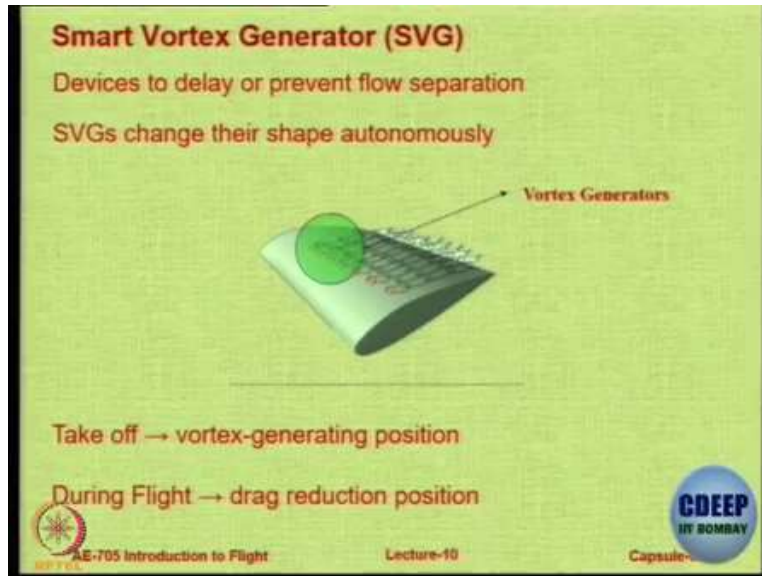 Smart Vortex Generator (SVG)
Devices to delay or prevent flow separation
SVGs change their shape autonomously
Vortex Generators
Take off → vortex-generating position
During Flight → drag reduction position
CDEEP
IIT BOMBAY
NPTEL
AE-705 Introduction to Flight
Lecture-10